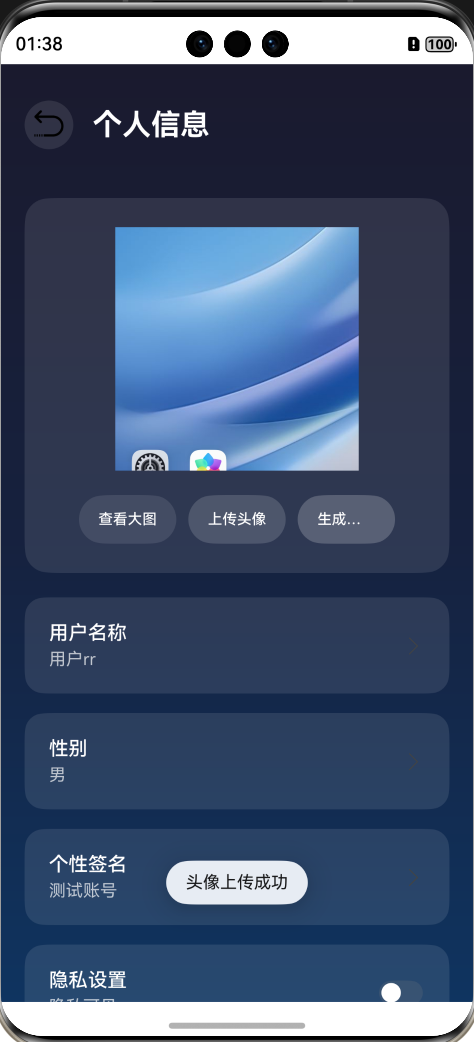 01:38
100
个人信息
查看大图
上传头像
生成...
用户名称
用户rr
性别
男
个性签名
测试账号
头像上传成功
隐私设置